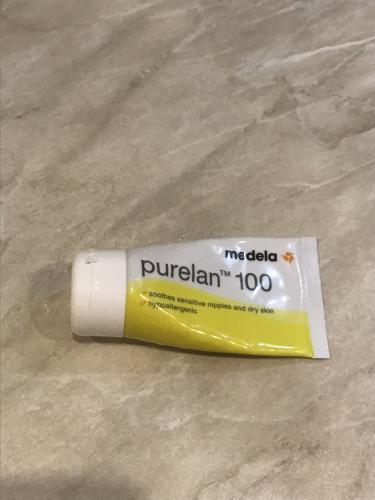 medela
purelan™ 100
soothes sensitive nipples and dry skin
hypoallergenic